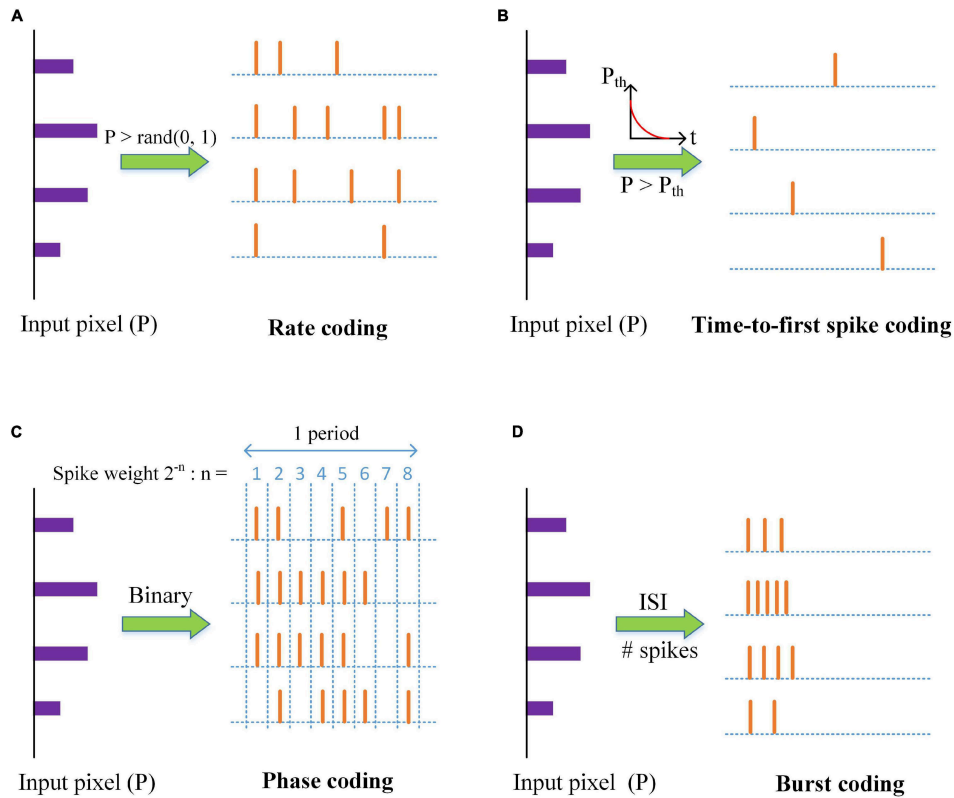 A
P > rand(0, 1)
Input pixel (P)
Rate coding
B
Pth
t
P > Pth
Input pixel (P)
Time-to-first spike coding
C
1 period
Spike weight 2-n : n = 1 2 3 4 5 6 7 8
Binary
Input pixel (P)
Phase coding
D
ISI
# spikes
Input pixel (P)
Burst coding